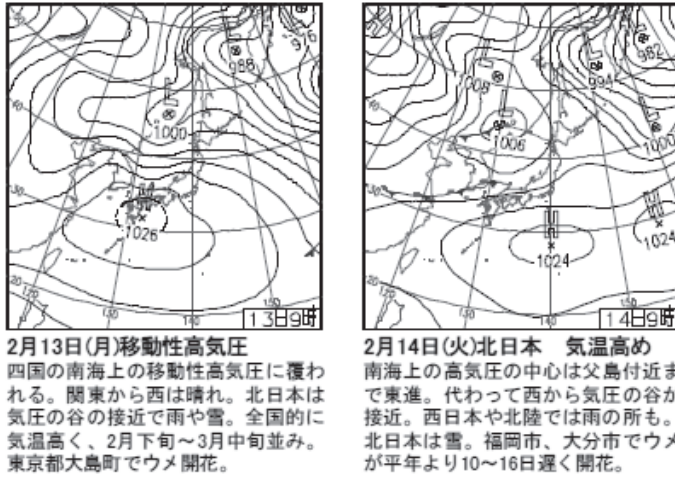 988
1000
1026
13日9時
1008
994
982
1006
1000
1024
1024
14日9時
2月13日(月)移動性高気圧
四国の南海上の移動性高気圧に覆わ
れる。関東から西は晴れ。北日本は
気圧の谷の接近で雨や雪。全国的に
気温高く、2月下旬～3月中旬並み。
東京都大島町でウメ開花。
2月14日(火)北日本　気温高め
南海上の高気圧の中心は父島付近ま
で東進。代わって西から気圧の谷が
接近。西日本や北陸では雨の所も。
北日本は雪。福岡市、大分市でウメ
が平年より10～16日遅く開花。